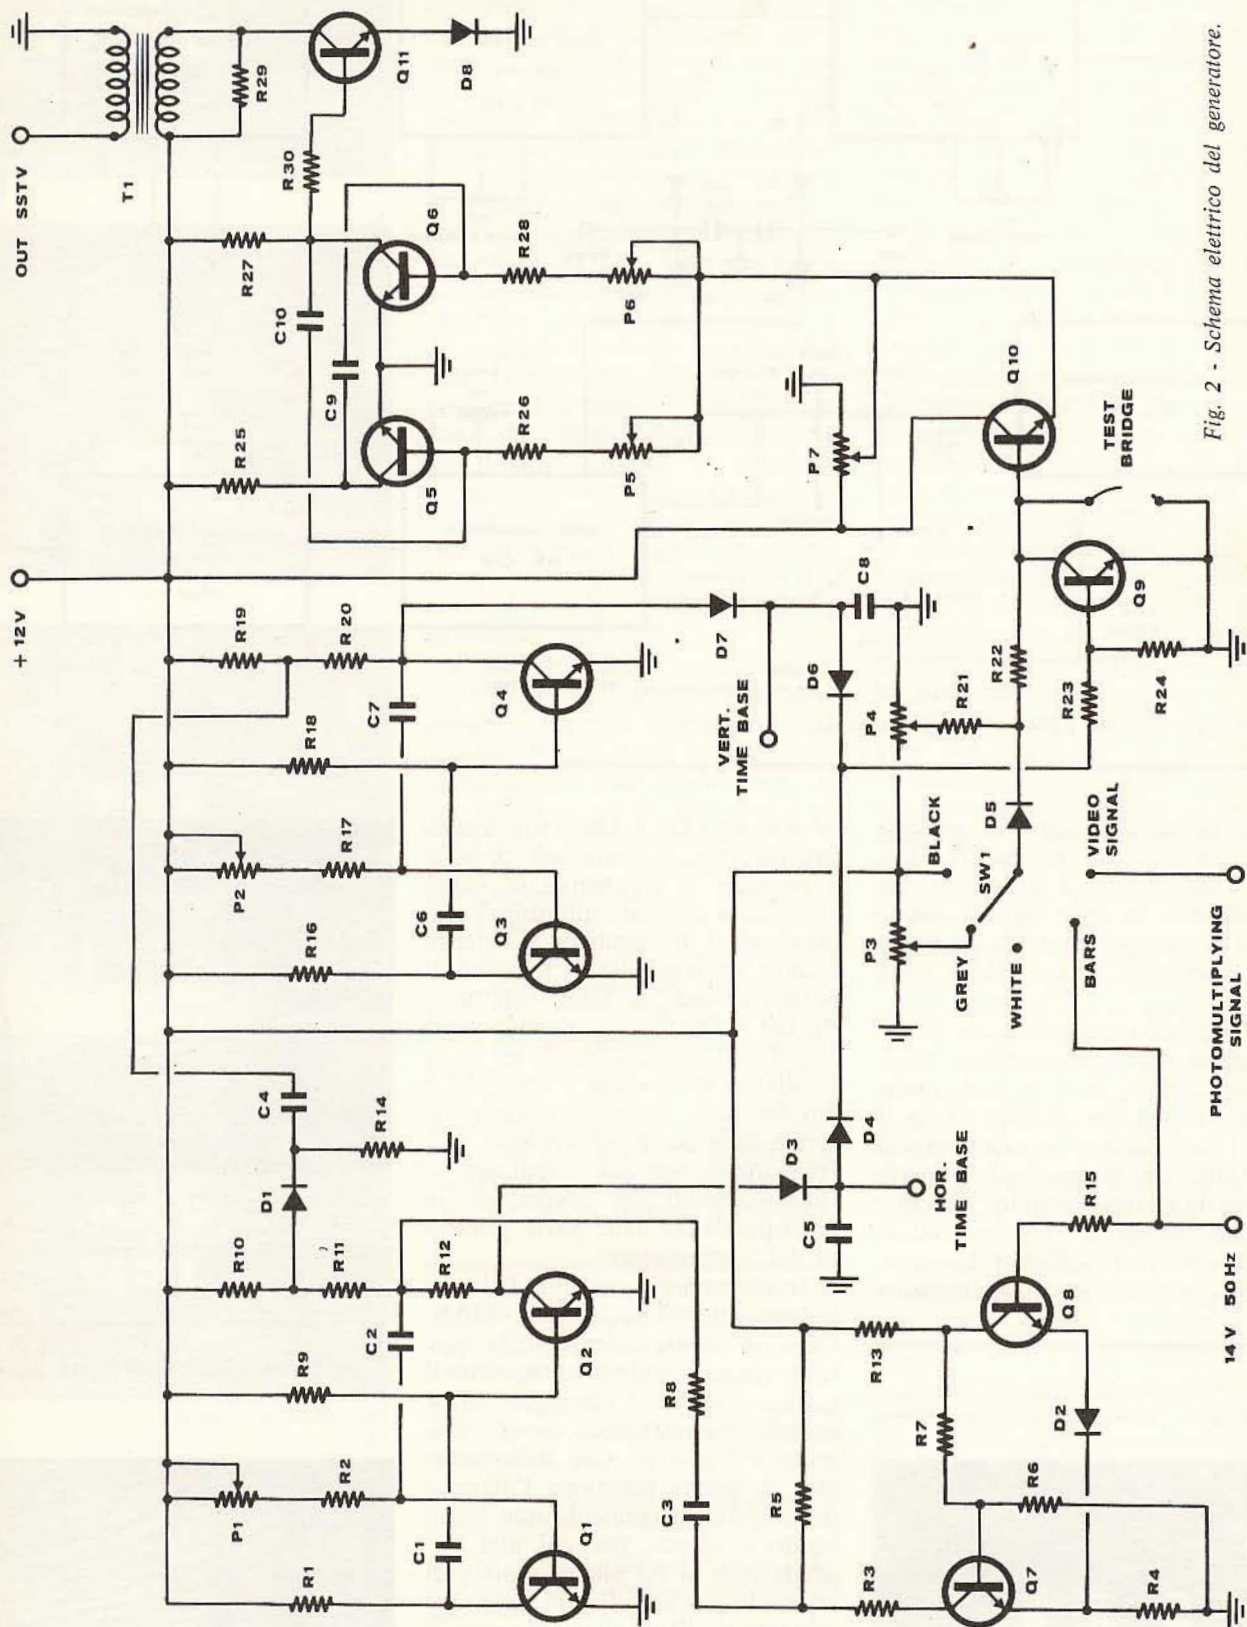 OUT SSTV
+ 12V
T1
R29
Q11
D8
R30
R27
C10
Q6
R28
P6
C9
R25
Q5
R26
P5
P7
Q10
TEST
BRIDGE
R19
R20
R18
C7
Q4
D7
VERT.
TIME BASE
D6
C8
P4
R21
R22
Q9
R23
R24
P2
R17
R16
C6
Q3
BLACK
SW1
D5
P3
GREY
WHITE
BARS
VIDEO
SIGNAL
PHOTOMULTIPLYING
SIGNAL
C4
R14
D1
R10
R11
R12
R9
C2
Q2
D3
D4
C5
HOR.
TIME BASE
R15
14V 50Hz
P1
R2
R1
C1
Q1
R8
C3
R5
R13
Q8
R7
D2
R6
R3
Q7
R4
Fig. 2 - Schema elettrico del generatore.